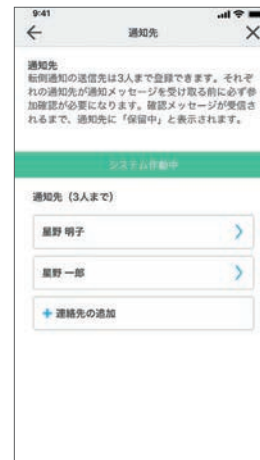 9:41
通知先
通知先
転倒通知の送信先は3人まで登録できます。それぞ
れの通知先が通知メッセージを受け取る前に必ず参
加確認が必要になります。確認メッセージが受信さ
れるまで、通知先に「保留中」と表示されます。
システム作動中
通知先（3人まで）
星野 明子
星野 一郎
+ 連絡先の追加